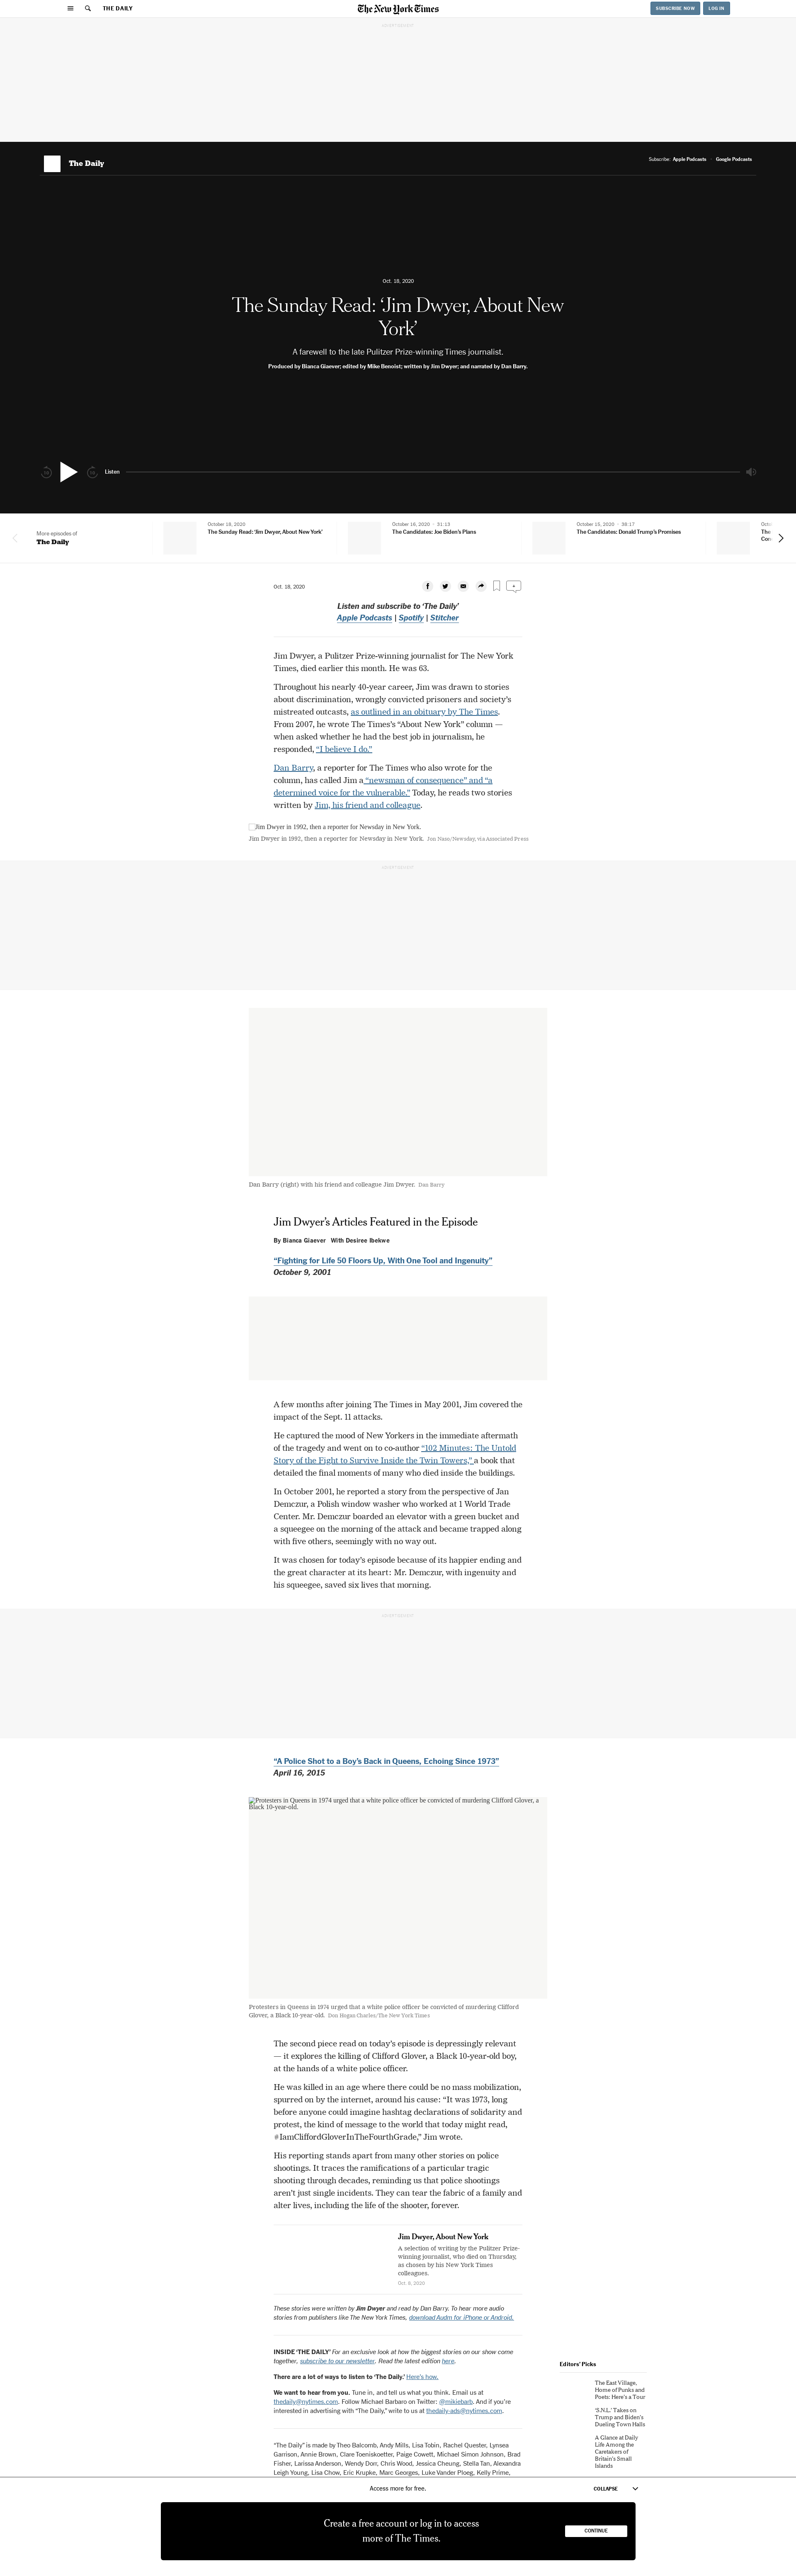 THE DAILY
The New York Times
SUBSCRIBE NOW
LOG IN
ADVERTISEMENT
The Daily
Subscribe: Apple Podcasts · Google Podcasts
Oct. 18, 2020
The Sunday Read: ‘Jim Dwyer, About New
York’
A farewell to the late Pulitzer Prize-winning Times journalist.
Produced by Bianca Giaever; edited by Mike Benoist; written by Jim Dwyer; and narrated by Dan Barry.
Listen
More episodes of
The Daily
October 18, 2020
The Sunday Read: ‘Jim Dwyer, About New York’
October 16, 2020 · 31:13
The Candidates: Joe Biden’s Plans
October 15, 2020 · 36:17
The Candidates: Donald Trump’s Promises
Oct. 18, 2020
Listen and subscribe to ‘The Daily’
Apple Podcasts | Spotify | Stitcher
Jim Dwyer, a Pulitzer Prize-winning journalist for The New York
Times, died earlier this month. He was 63.
Throughout his nearly 40-year career, Jim was drawn to stories
about discrimination, wrongly convicted prisoners and society’s
mistreated outcasts, as outlined in an obituary by The Times.
From 2007, he wrote The Times’s “About New York” column —
when asked whether he had the best job in journalism, he
responded, “I believe I do.”
Dan Barry, a reporter for The Times who also wrote for the
column, has called Jim a “newsman of consequence” and “a
determined voice for the vulnerable.” Today, he reads two stories
written by Jim, his friend and colleague.
Jim Dwyer in 1992, then a reporter for Newsday in New York.
Jim Dwyer in 1992, then a reporter for Newsday in New York. Jon Naso/Newsday, via Associated Press
ADVERTISEMENT
Dan Barry (right) with his friend and colleague Jim Dwyer. Dan Barry
Jim Dwyer’s Articles Featured in the Episode
By Bianca Giaever With Desiree Ibekwe
“Fighting for Life 50 Floors Up, With One Tool and Ingenuity”
October 9, 2001
A few months after joining The Times in May 2001, Jim covered the
impact of the Sept. 11 attacks.
He captured the mood of New Yorkers in the immediate aftermath
of the tragedy and went on to co-author “102 Minutes: The Untold
Story of the Fight to Survive Inside the Twin Towers,” a book that
detailed the final moments of many who died inside the buildings.
In October 2001, he reported a story from the perspective of Jan
Demczur, a Polish window washer who worked at 1 World Trade
Center. Mr. Demczur boarded an elevator with a green bucket and
a squeegee on the morning of the attack and became trapped along
with five others, seemingly with no way out.
It was chosen for today’s episode because of its happier ending and
the great character at its heart: Mr. Demczur, with ingenuity and
his squeegee, saved six lives that morning.
ADVERTISEMENT
“A Police Shot to a Boy’s Back in Queens, Echoing Since 1973”
April 16, 2015
Protesters in Queens in 1974 urged that a white police officer be convicted of murdering Clifford Glover, a
Black 10-year-old.
Protesters in Queens in 1974 urged that a white police officer be convicted of murdering Clifford
Glover, a Black 10-year-old. Don Hogan Charles/The New York Times
The second piece read on today’s episode is depressingly relevant
— it explores the killing of Clifford Glover, a Black 10-year-old boy,
at the hands of a white police officer.
He was killed in an age where there could be no mass mobilization,
spurred on by the internet, around his cause: “It was 1973, long
before anyone could imagine hashtag declarations of solidarity and
protest, the kind of message to the world that today might read,
#IamCliffordGloverInTheFourthGrade,” Jim wrote.
His reporting stands apart from many other stories on police
shootings. It traces the ramifications of a particular tragic
shooting through decades, reminding us that police shootings
aren’t just single incidents. They can tear the fabric of a family and
alter lives, including the life of the shooter, forever.
Jim Dwyer, About New York
A selection of writing by the Pulitzer Prize-
winning journalist, who died on Thursday,
as chosen by his New York Times
colleagues.
Oct. 9, 2020
These stories were written by Jim Dwyer and read by Dan Barry. To hear more audio
stories from publishers like The New York Times, download Audm for iPhone or Android.
INSIDE ‘THE DAILY’ For an exclusive look at how the biggest stories on our show come
together, subscribe to our newsletter. Read the latest edition here.
There are a lot of ways to listen to ‘The Daily.’ Here’s how.
We want to hear from you. Tune in, and tell us what you think. Email us at
thedaily@nytimes.com. Follow Michael Barbaro on Twitter: @mikiebarb. And if you’re
interested in advertising with “The Daily,” write to us at thedaily-ads@nytimes.com.
“The Daily” is made by Theo Balcomb, Andy Mills, Lisa Tobin, Rachel Quester, Lynsea
Garrison, Annie Brown, Clare Toeniskoetter, Paige Cowett, Michael Simon Johnson, Brad
Fisher, Larissa Anderson, Wendy Dorr, Chris Wood, Jessica Cheung, Stella Tan, Alexandra
Leigh Young, Lisa Chow, Eric Krupke, Marc Georges, Luke Vander Ploeg, Kelly Prime,
Editors’ Picks
The East Village,
Home of Punks and
Poets: Here’s a Tour
‘S.N.L.’ Takes on
Trump and Biden’s
Dueling Town Halls
A Glance at Daily
Life Among the
Caretakers of
Britain’s Small
Islands
Access more for free.
COLLAPSE
Create a free account or log in to access
more of The Times.
CONTINUE